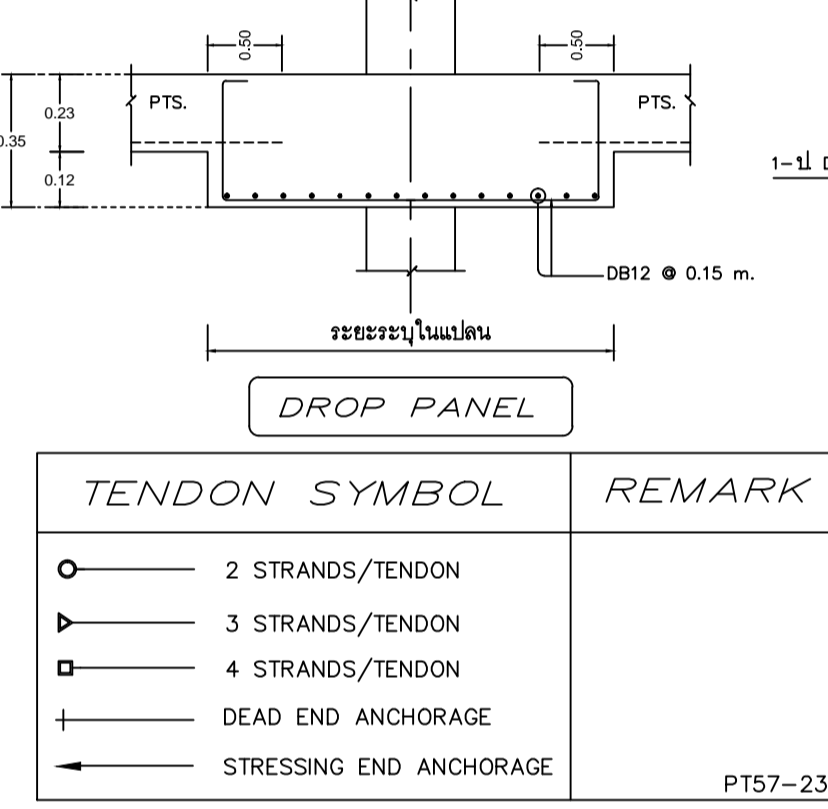 0.50
0.50
PTS.
PTS.
0.23
0.35
0.12
1-ป
DB12 @ 0.15 m.
ระยะระบุในแปลน
DROP PANEL
TENDON SYMBOL
REMARK
2 STRANDS/TENDON
3 STRANDS/TENDON
4 STRANDS/TENDON
DEAD END ANCHORAGE
STRESSING END ANCHORAGE
PT57-23